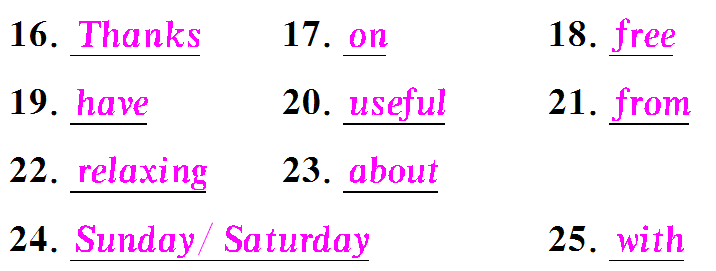 16. Thanks 17. on 18. free
19. have 20. useful 21. from
22. relaxing 23. about
24. Sunday/ Saturday 25. with